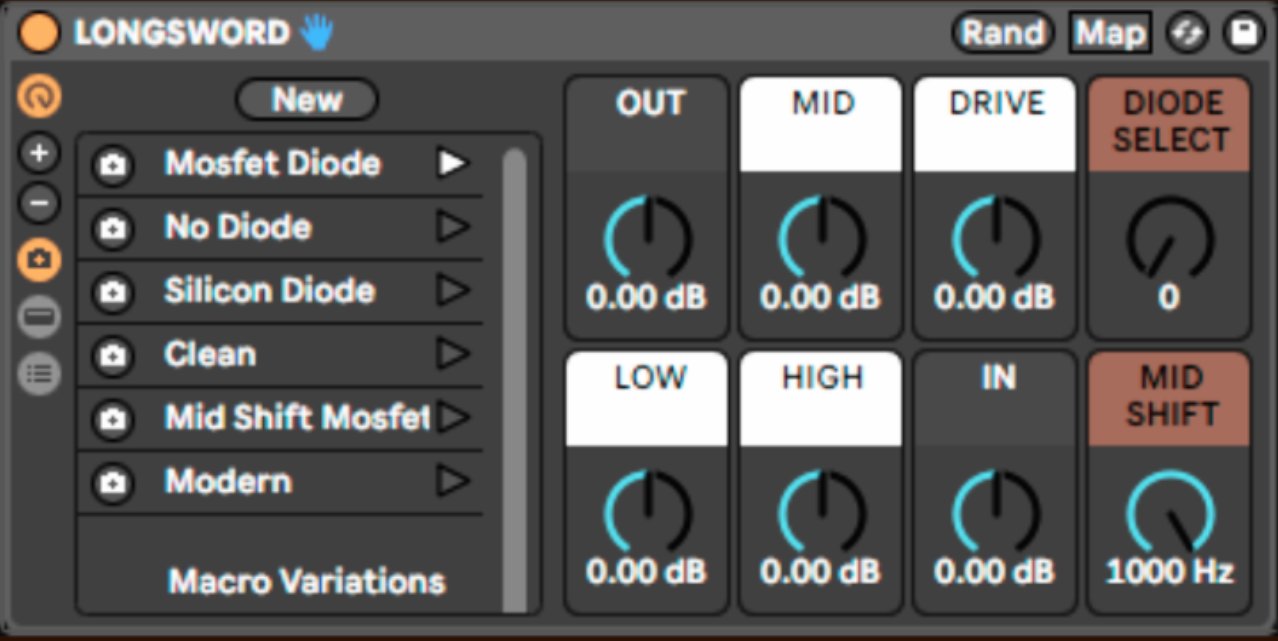 LONGSWORD
Rand
Map
New
Mosfet Diode
No Diode
Silicon Diode
Clean
Mid Shift Mosfet
Modern
Macro Variations
OUT
0.00 dB
MID
0.00 dB
DRIVE
0.00 dB
DIODE
SELECT
0
LOW
0.00 dB
HIGH
0.00 dB
IN
0.00 dB
MID
SHIFT
1000 Hz